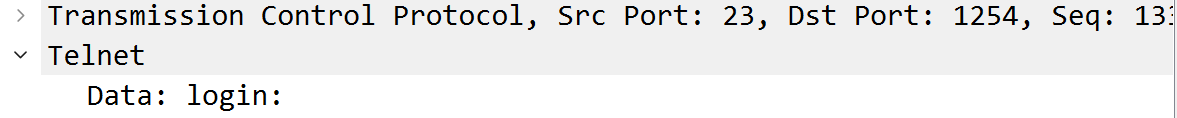 Transmission Control Protocol, Src Port: 23, Dst Port: 1254, Seq:
Telnet
Data: login: